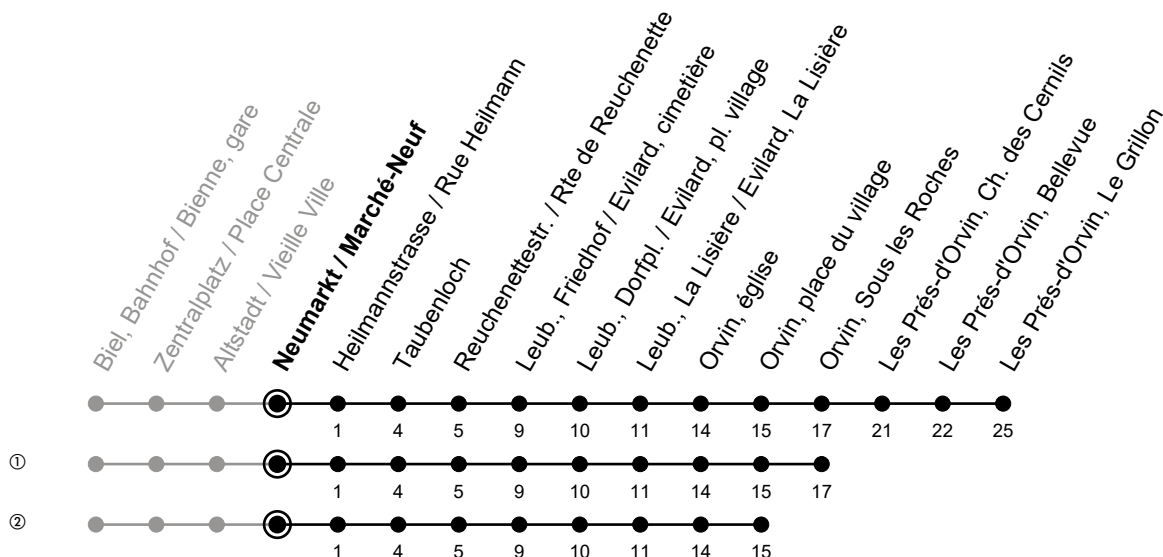 Biel, Bahnhof / Bienne, gare
Zentralplatz / Place Centrale
Altstadt / Vieille Ville
Neumarkt / Marché-Neuf
Heilmannstrasse / Rue Heilmann
Taubenloch
Reuchenettestr. / Rte de Reuchenette
Leub., Friedhof / Evilard, cimetière
Leub., Dorfpl. / Evilard, pl. village
Leub., La Lisière / Evilard, La Lisière
Orvin, église
Orvin, place du village
Orvin, Sous les Roches
Les Prés-d'Orvin, Ch. des Cernils
Les Prés-d'Orvin, Bellevue
Les Prés-d'Orvin, Le Grillon
1 4 5 9 10 11 14 15 17 21 22 25
①
1 4 5 9 10 11 14 15 17
②
1 4 5 9 10 11 14 15